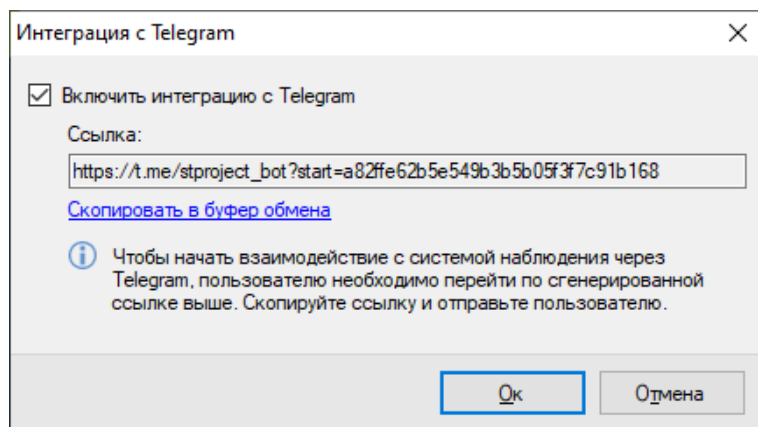 Интеграция с Telegram
Включить интеграцию с Telegram
Ссылка:
https://t.me/stproject_bot?start=a82ffe62b5e549b3b5b05f3f7c91b168
Скопировать в буфер обмена
Чтобы начать взаимодействие с системой наблюдения через
Telegram, пользователю необходимо перейти по сгенерированной
ссылке выше. Скопируйте ссылку и отправьте пользователю.
Ок
Отмена